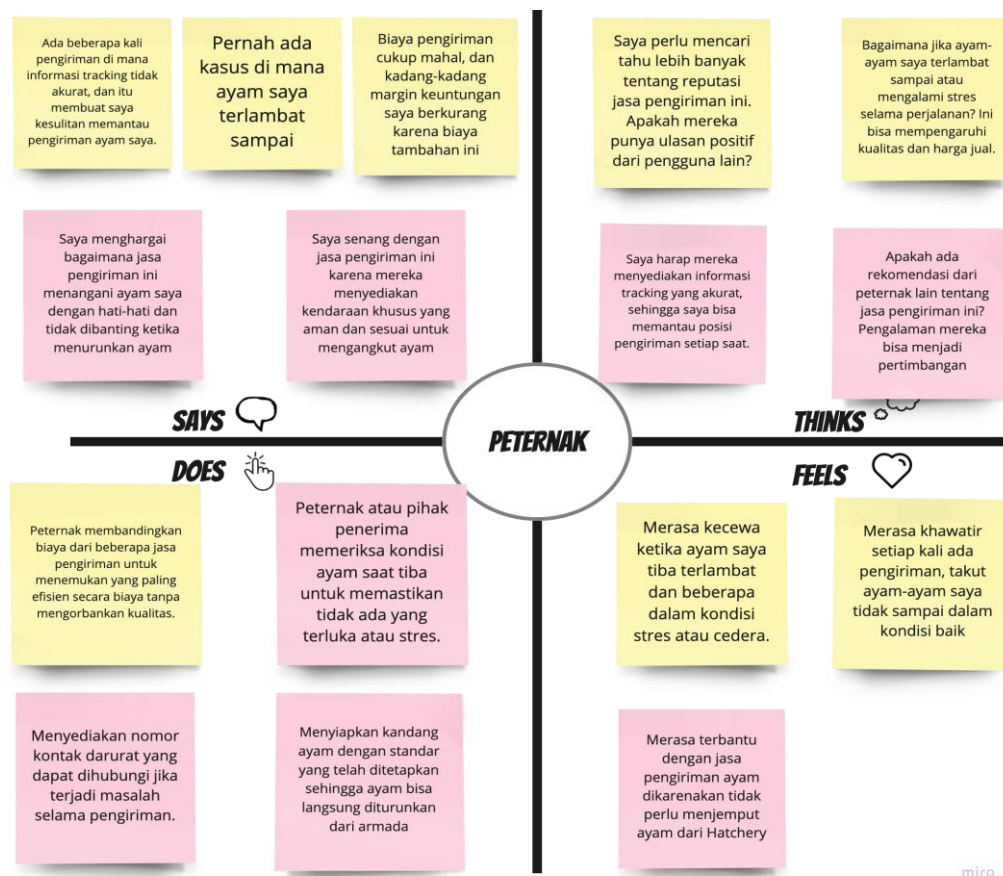 Ada beberapa kali
pengiriman di mana
informasi tracking tidak
akurat, dan itu
membuat saya
kesulitan memantau
pengiriman ayam saya.
Pernah ada
kasus di mana
ayam saya
terlambat
sampai
Biaya pengiriman
cukup mahal, dan
kadang-kadang
margin keuntungan
saya berkurang
karena biaya
tambahan ini
Saya menghargai
bagaimana jasa
pengiriman ini
menangani ayam saya
dengan hati-hati dan
tidak dibanting ketika
menurunkan ayam
Saya senang dengan
jasa pengiriman ini
karena mereka
menyediakan
kendaraan khusus yang
aman dan sesuai untuk
mengangkut ayam
SAYS
Saya perlu mencari
tahu lebih banyak
tentang reputasi
jasa pengiriman ini.
Apakah mereka
punya ulasan positif
dari pengguna lain?
Bagaimana jika ayam-
ayam saya terlambat
sampai atau
mengalami stres
selama perjalanan? Ini
bisa mempengaruhi
kualitas dan harga jual.
Saya harap mereka
menyediakan informasi
tracking yang akurat,
sehingga saya bisa
memantau posisi
pengiriman setiap saat.
Apakah ada
rekomendasi dari
peternak lain tentang
jasa pengiriman ini?
Pengalaman mereka
bisa menjadi
pertimbangan
THINKS
PETERNAK
DOES
Peternak membandingkan
biaya dari beberapa jasa
pengiriman untuk
menemukan yang paling
efisien secara biaya tanpa
mengorbankan kualitas.
Peternak atau pihak
penerima
memeriksa kondisi
ayam saat tiba
untuk memastikan
tidak ada yang
terluka atau stres.
Menyediakan nomor
kontak darurat yang
dapat dihubungi jika
terjadi masalah
selama pengiriman.
Menyiapkan kandang
ayam dengan standar
yang telah ditetapkan
sehingga ayam bisa
langsung diturunkan
dari armada
FEELS
Merasa kecewa
ketika ayam saya
tiba terlambat
dan beberapa
dalam kondisi
stres atau cedera.
Merasa khawatir
setiap kali ada
pengiriman, takut
ayam-ayam saya
tidak sampai dalam
kondisi baik
Merasa terbantu
dengan jasa
pengiriman ayam
dikarenakan tidak
perlu menjemput
ayam dari Hatchery
miro